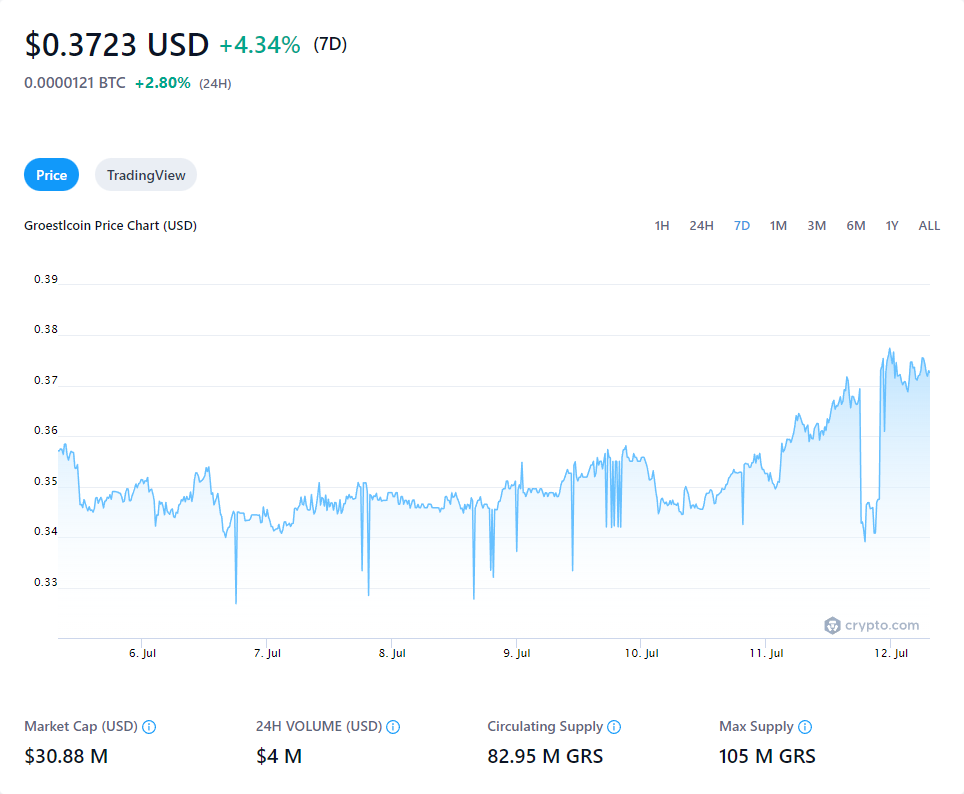 $0.3723 USD +4.34% (7D)
0.0000121 BTC +2.80% (24H)
Price TradingView
Groestlcoin Price Chart (USD) 1H 24H 7D 1M 3M 6M 1Y ALL
0.39
0.38
0.37
0.36
0.35
0.34
0.33
crypto.com
6. Jul 7. Jul 8. Jul 9. Jul 10. Jul 11. Jul 12. Jul
Market Cap (USD) 24H VOLUME (USD) Circulating Supply Max Supply
$30.88 M $4 M 82.95 M GRS 105 M GRS